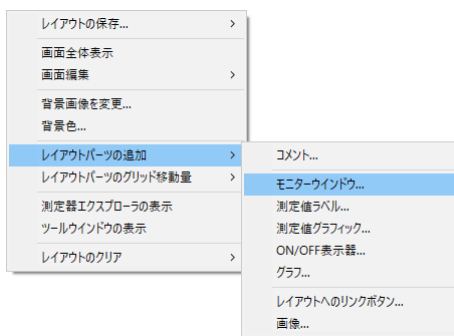 レイアウトの保存...
画面全体表示
画面編集
背景画像を変更...
背景色...
レイアウトパーツの追加
レイアウトパーツのグリッド移動量
測定器エクスプローラの表示
ツールウインドウの表示
レイアウトのクリア
コメント...
モニターウインドウ...
測定値ラベル...
測定値グラフィック...
ON/OFF表示器...
グラフ...
レイアウトへのリンクボタン...
画像...